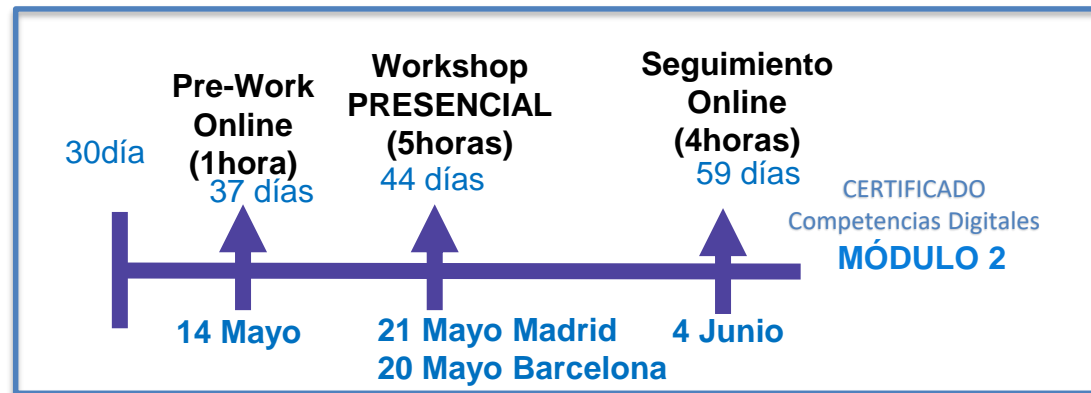 30día
Pre-Work
Online
(1hora)
37 días
Workshop
PRESENCIAL
(5horas)
44 días
Seguimiento
Online
(4horas)
59 días
CERTIFICADO
Competencias Digitales
MÓDULO 2
14 Mayo
21 Mayo Madrid
20 Mayo Barcelona
4 Junio